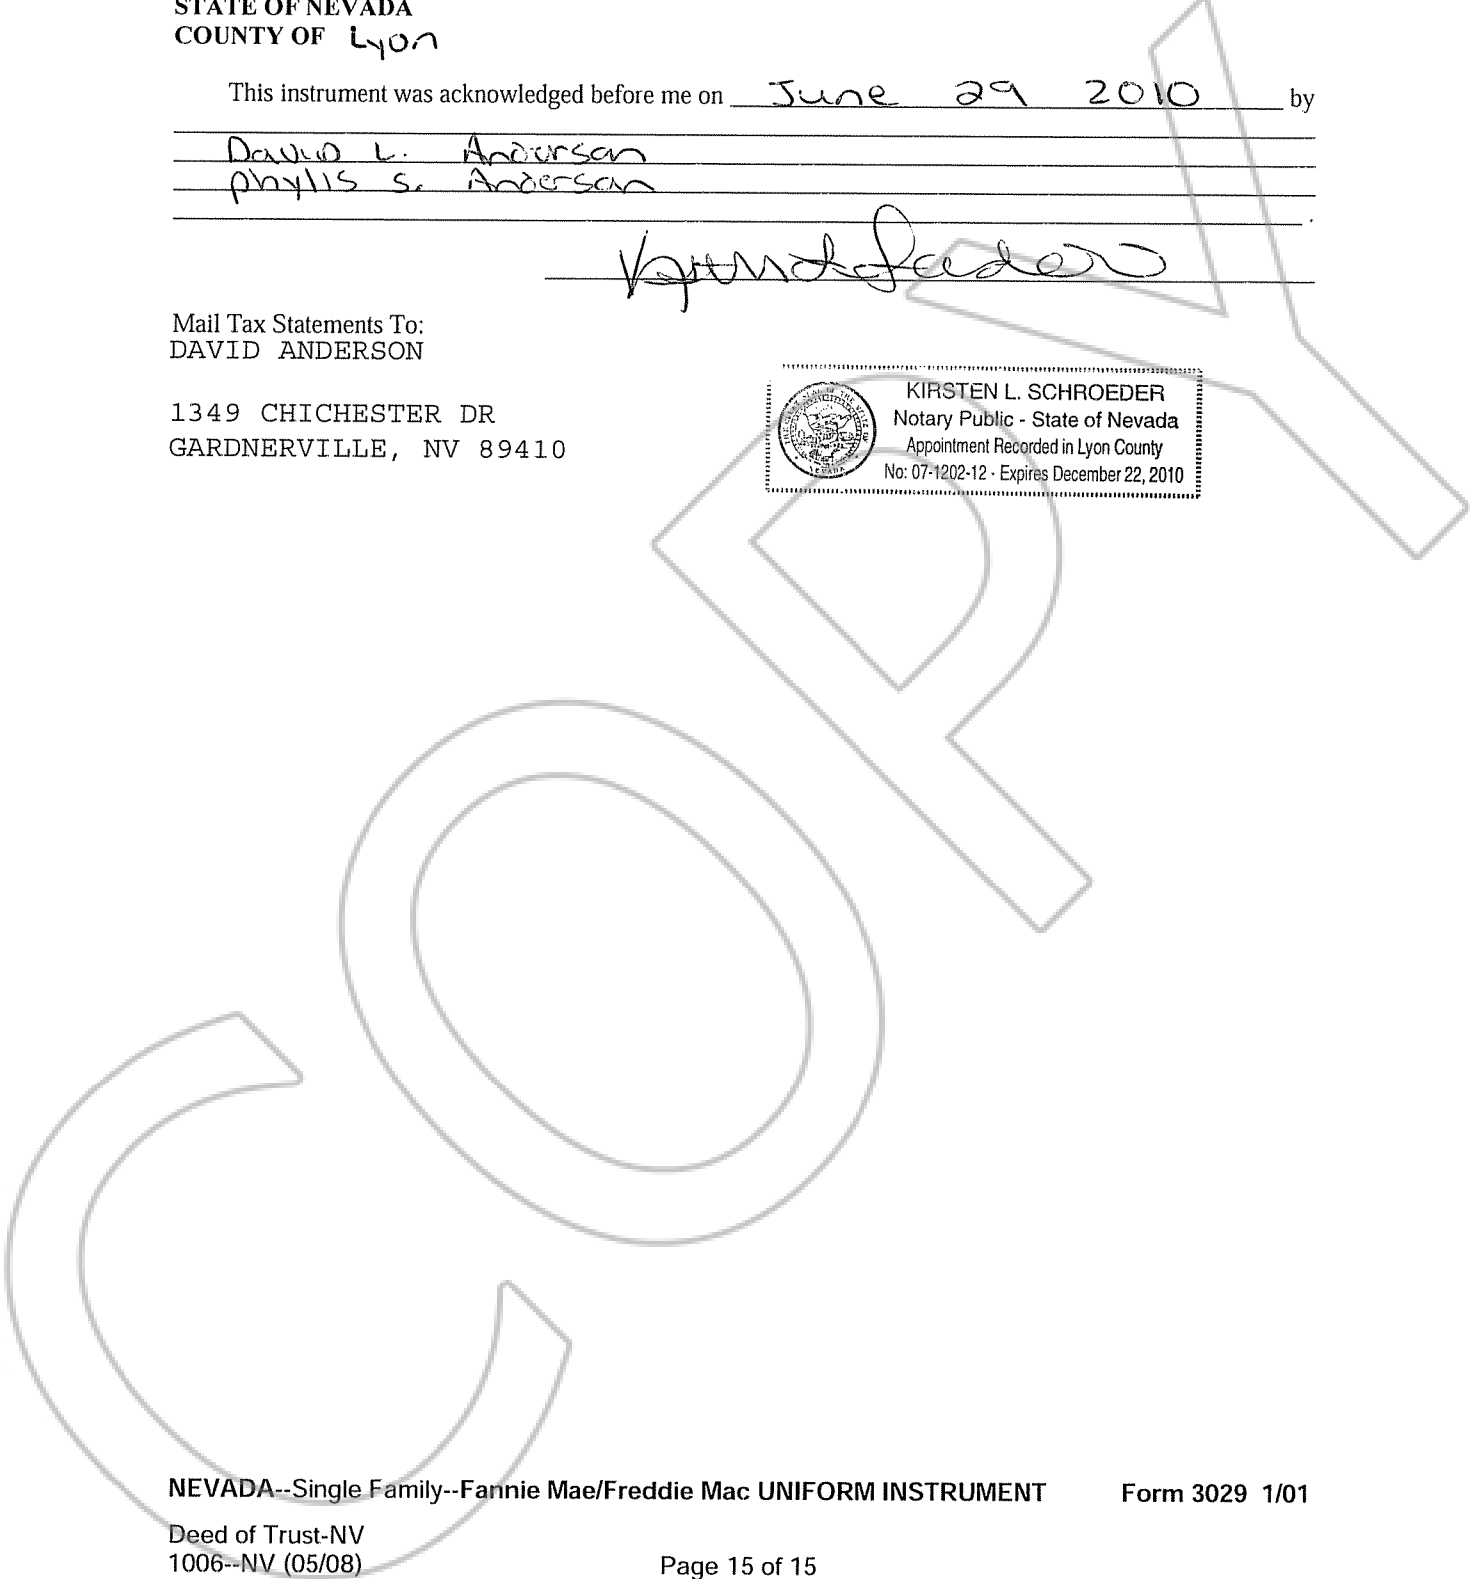 STATE OF NEVADA
COUNTY OF Lyon
This instrument was acknowledged before me on June 29 2010 by
David L. Anderson
phyllis s. Anderson
Mail Tax Statements To:
DAVID ANDERSON
1349 CHICHESTER DR
GARDNERVILLE, NV 89410
KIRSTEN L. SCHROEDER
Notary Public - State of Nevada
Appointment Recorded in Lyon County
No: 07-1202-12 - Expires December 22, 2010
NEVADA
COPY
NEVADA--Single Family--Fannie Mae/Freddie Mac UNIFORM INSTRUMENT Form 3029 1/01
Deed of Trust-NV
1006--NV (05/08) Page 15 of 15